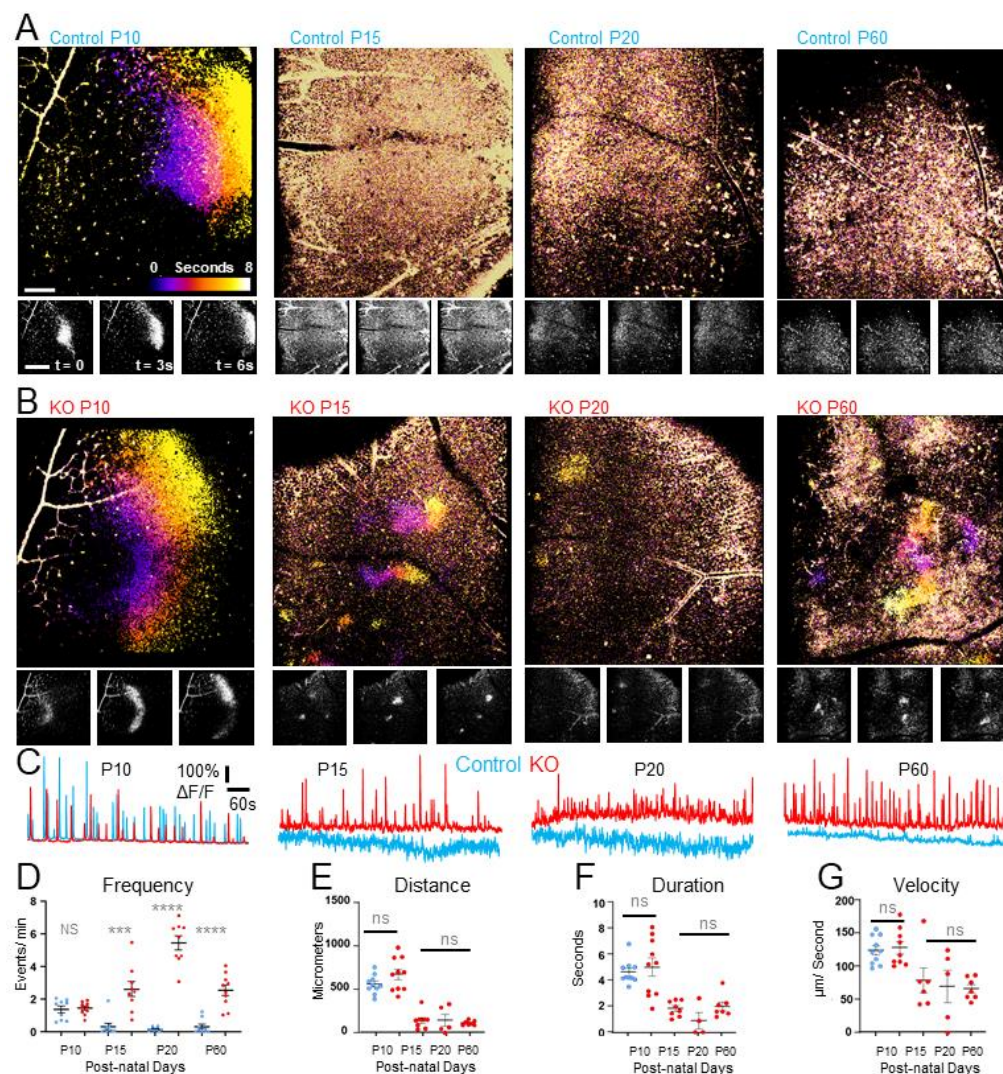 A
Control P10
Control P15
Control P20
Control P60
0 Seconds 8
t = 0
t = 3s
t = 6s
B
KO P10
KO P15
KO P20
KO P60
C
P10
100%
ΔF/F
60s
P15
Control KO
P20
P60
D
Frequency
Events/ min
8
6
4
2
0
NS
***
****
****
P10
P15
P20
P60
Post-natal Days
E
Distance
Micrometers
1500
1000
500
0
ns
ns
P10
P15
P20
P60
Post-natal Days
F
Duration
Seconds
10
8
6
4
2
0
ns
ns
P10
P15
P20
P60
Post-natal Days
G
Velocity
µm/ Second
200
150
100
50
0
ns
ns
P10
P15
P20
P60
Post-natal Days